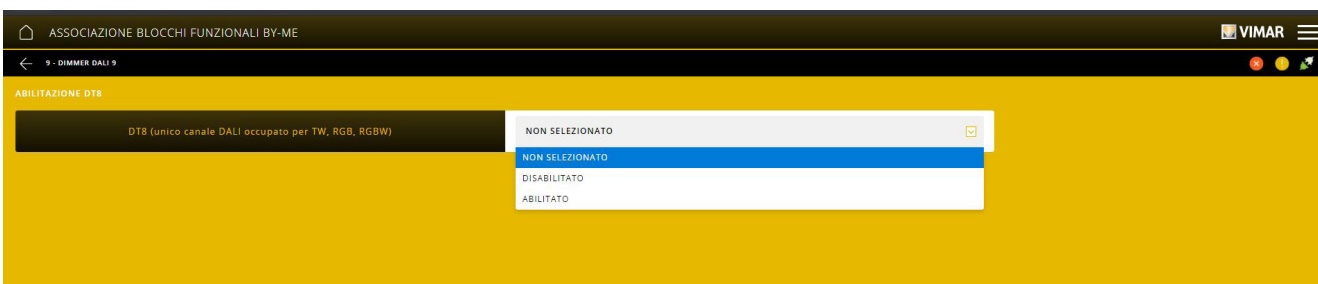 ASSOCIAZIONE BLOCCHI FUNZIONALI BY-ME
VIMAR
9 - DIMMER DALI 9
ABILITAZIONE DT8
DT8 (unico canale DALI occupato per TW, RGB, RGBW)
NON SELEZIONATO
NON SELEZIONATO
DISABILITATO
ABILITATO